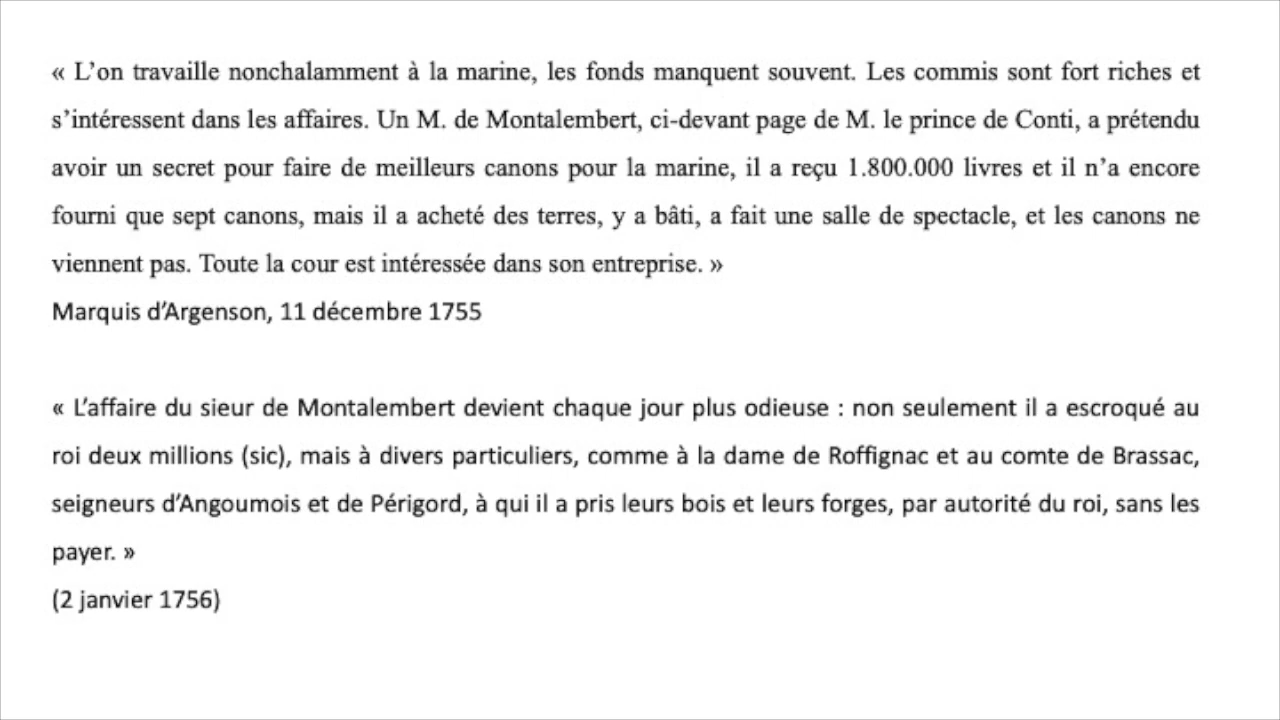 « L’on travaille nonchalamment à la marine, les fonds manquent souvent. Les commis sont fort riches et
s’intéressent dans les affaires. Un M. de Montalembert, ci-devant page de M. le prince de Conti, a prétendu
avoir un secret pour faire de meilleurs canons pour la marine, il a reçu 1.800.000 livres et il n’a encore
fourni que sept canons, mais il a acheté des terres, y a bâti, a fait une salle de spectacle, et les canons ne
viennent pas. Toute la cour est intéressée dans son entreprise. »
Marquis d’Argenson, 11 décembre 1755
« L’affaire du sieur de Montalembert devient chaque jour plus odieuse : non seulement il a escroqué au
roi deux millions (sic), mais à divers particuliers, comme à la dame de Roffignac et au comte de Brassac,
seigneurs d’Angoumois et de Périgord, à qui il a pris leurs bois et leurs forges, par autorité du roi, sans les
payer. »
(2 janvier 1756)